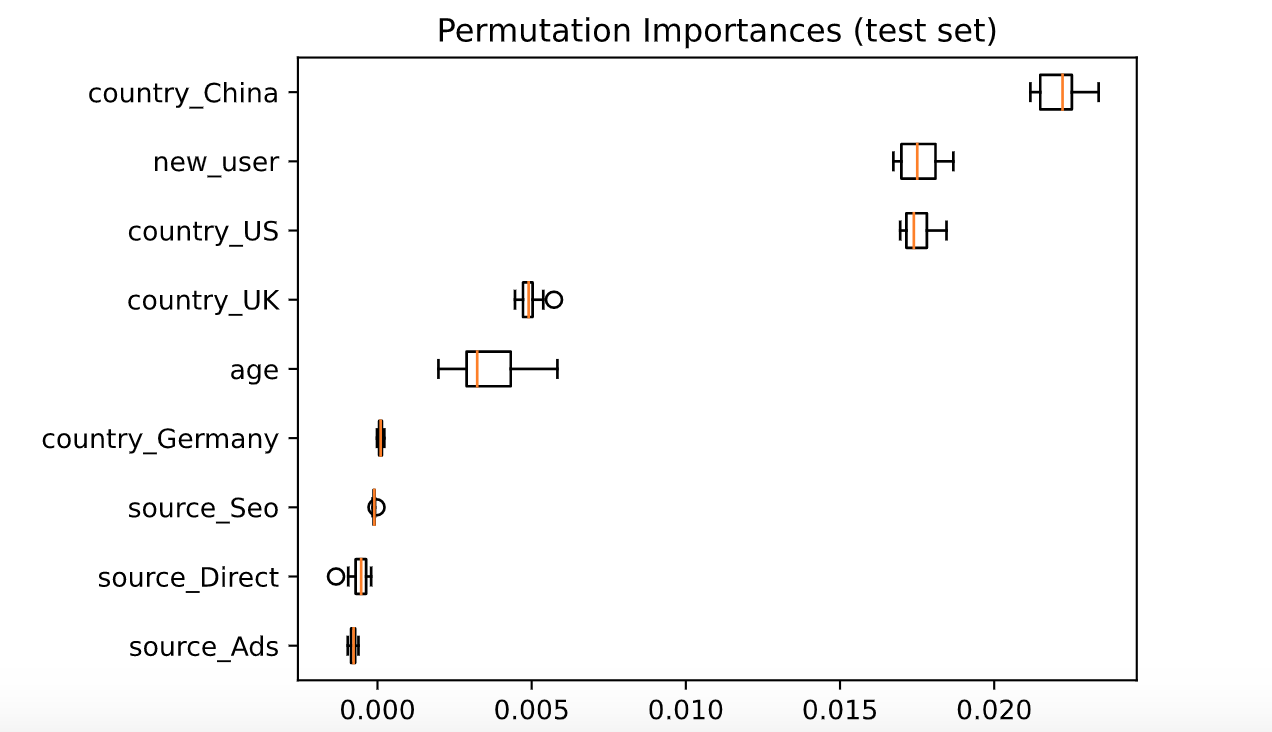 Permutation Importances (test set)
country_China
new_user
country_US
country_UK
age
country_Germany
source_Seo
source_Direct
source_Ads
0.000 0.005 0.010 0.015 0.020